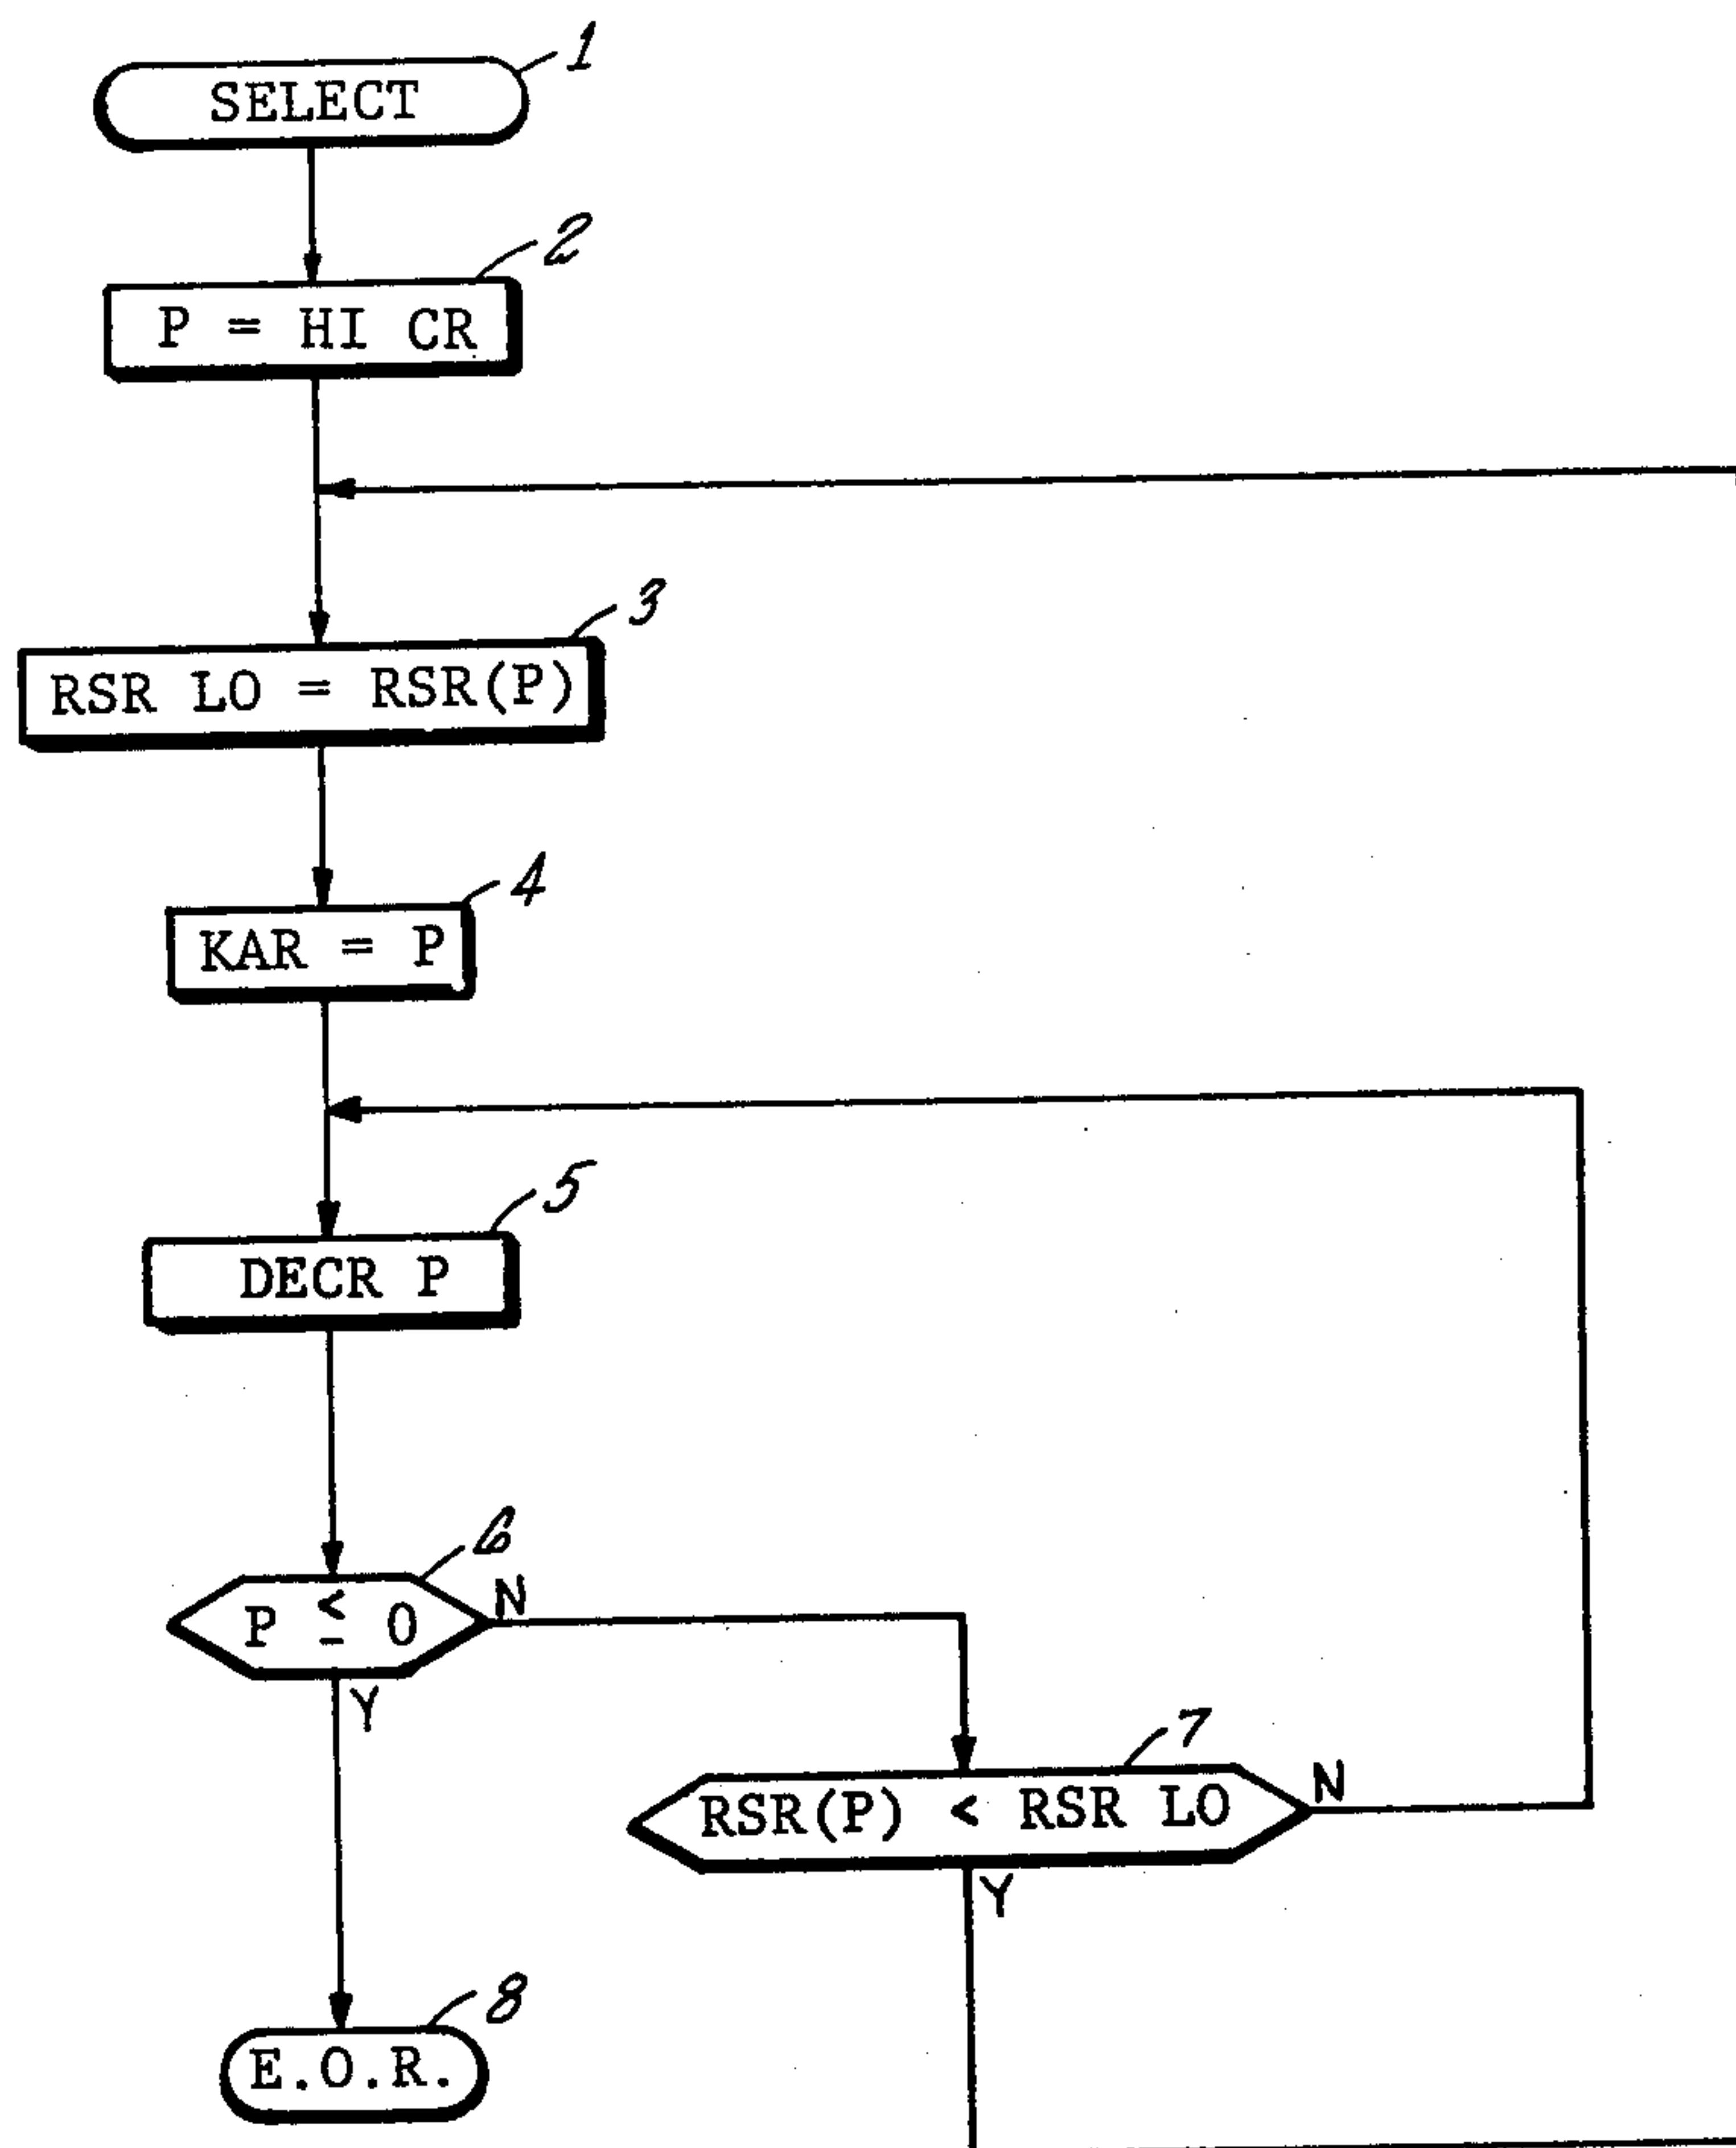 1
SELECT
2
P = HI CR
3
RSR LO = RSR(P)
4
KAR = P
5
DECR P
6
P ≤ 0
N
Y
7
RSR(P) < RSR LO
N
Y
8
E.O.R.